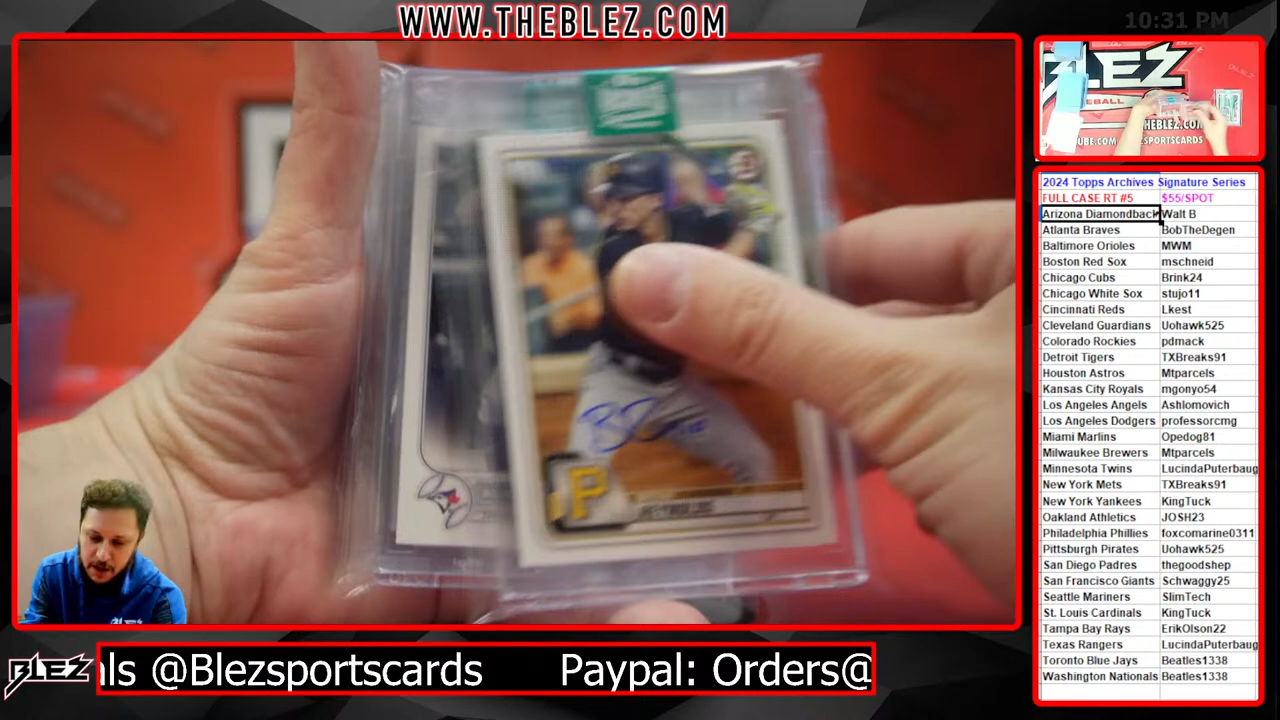 WWW.THEBLEZ.COM
10:31 PM
BLEZ
THEBLEZ.CO
2024 Topps Archives Signature Series
FULL CASE RT #5 $55/SPOT
Arizona Diamondback Walt B
Atlanta Braves BobTheDegen
Baltimore Orioles MWM
Boston Red Sox mschneid
Chicago Cubs Brink24
Chicago White Sox stujo11
Cincinnati Reds Lkest
Cleveland Guardians Uohawk525
Colorado Rockies pdmack
Detroit Tigers TXBreaks91
Houston Astros Mtparcels
Kansas City Royals mgonyo54
Los Angeles Angels Ashlomovich
Los Angeles Dodgers professorcmg
Miami Marlins Opedog81
Milwaukee Brewers Mtparcels
Minnesota Twins LucindaPuterbaug
New York Mets TXBreaks91
New York Yankees KingTuck
Oakland Athletics JOSH23
Philadelphia Phillies foxcomarine0311
Pittsburgh Pirates Uohawk525
San Diego Padres thegoodshep
San Francisco Giants Schwaggy25
Seattle Mariners SlimTech
St. Louis Cardinals KingTuck
Tampa Bay Rays ErikOlson22
Texas Rangers LucindaPuterbaug
Toronto Blue Jays Beatles1338
Washington Nationals Beatles1338
P
BLEZ
ls @Blezsportscards Paypal: Orders@